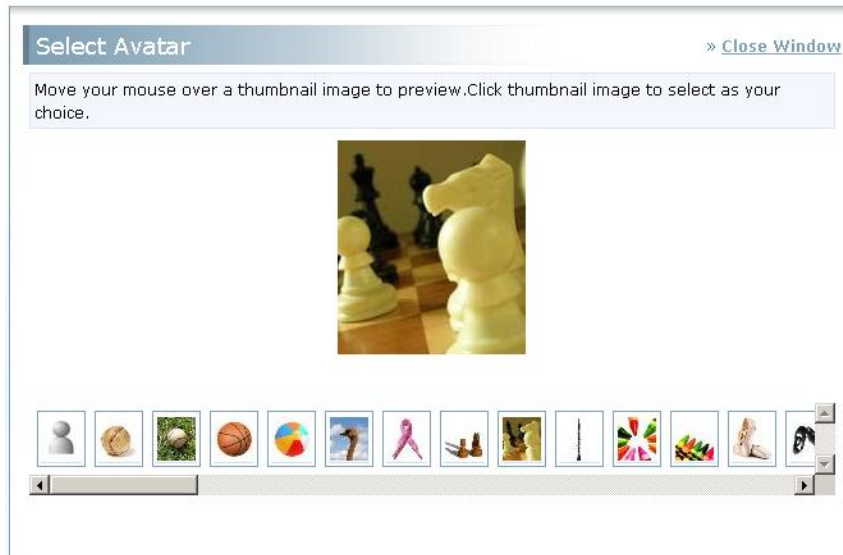 Select Avatar
» Close Window
Move your mouse over a thumbnail image to preview.Click thumbnail image to select as your
choice.